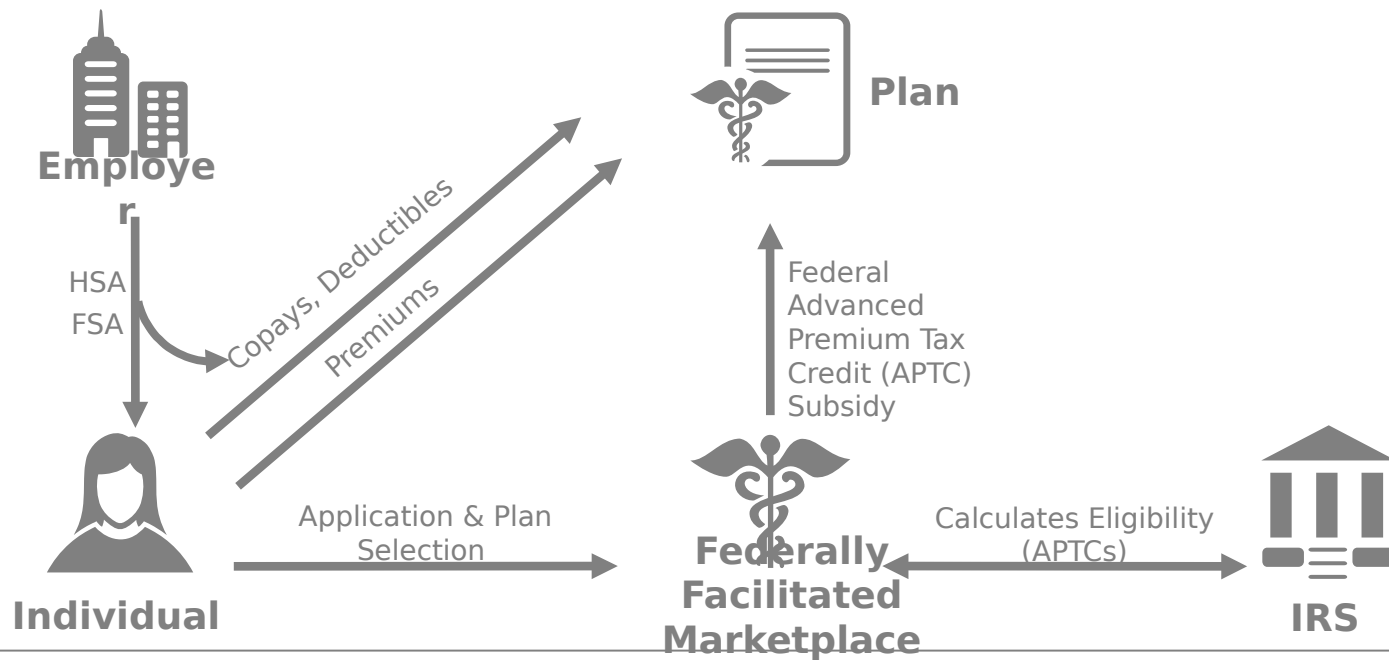 Plan
Employe
r
HSA
FSA
Copays, Deductibles
Premiums
Federal
Advanced
Premium Tax
Credit (APTC)
Subsidy
Application & Plan
Selection
Calculates Eligibility
(APTCs)
Individual
Federally
Facilitated
Marketplace
IRS